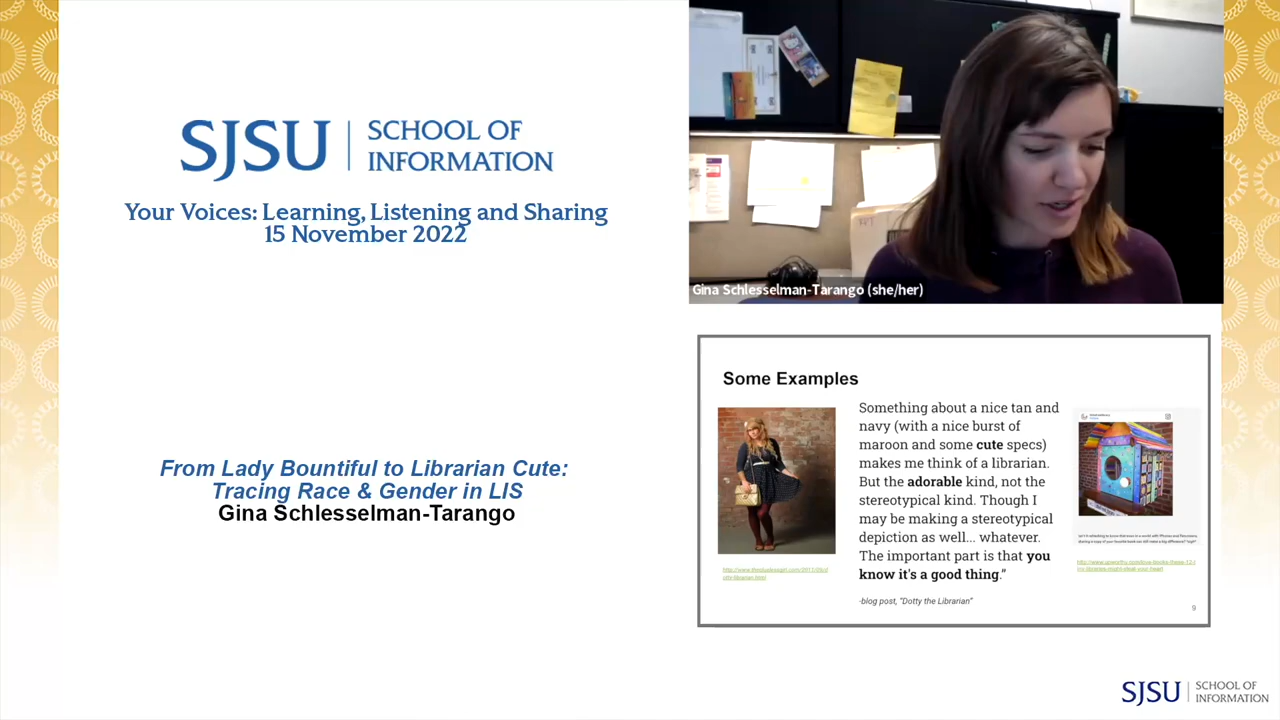 SJSU | SCHOOL OF
INFORMATION
Your Voices: Learning, Listening and Sharing
15 November 2022
Gina Schlesselman-Tarango (she/her)
From Lady Bountiful to Librarian Cute:
Tracing Race & Gender in LIS
Gina Schlesselman-Tarango
Some Examples
Something about a nice tan and
navy (with a nice burst of
maroon and some cute specs)
makes me think of a librarian.
But the adorable kind, not the
stereotypical kind. Though I
may be making a stereotypical
depiction as well... whatever.
The important part is that you
know it's a good thing."
-blog post, "Dotty the Librarian"
9
SJSU | SCHOOL OF
INFORMATION